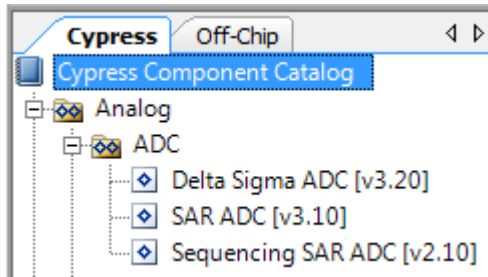 Cypress Off-Chip
Cypress Component Catalog
Analog
ADC
Delta Sigma ADC [v3.20]
SAR ADC [v3.10]
Sequencing SAR ADC [v2.10]